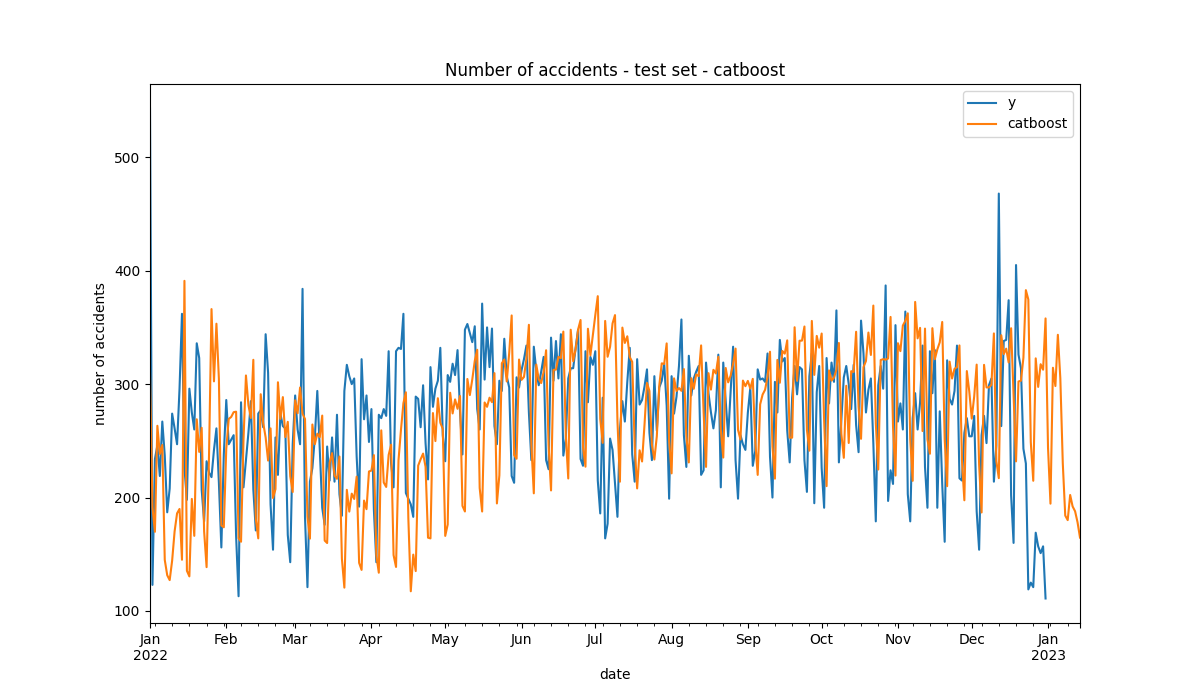 Number of accidents - test set - catboost
y
catboost
number of accidents
500
400
300
200
100
Jan Feb Mar Apr May Jun Jul Aug Sep Oct Nov Dec Jan
2022 2023
date